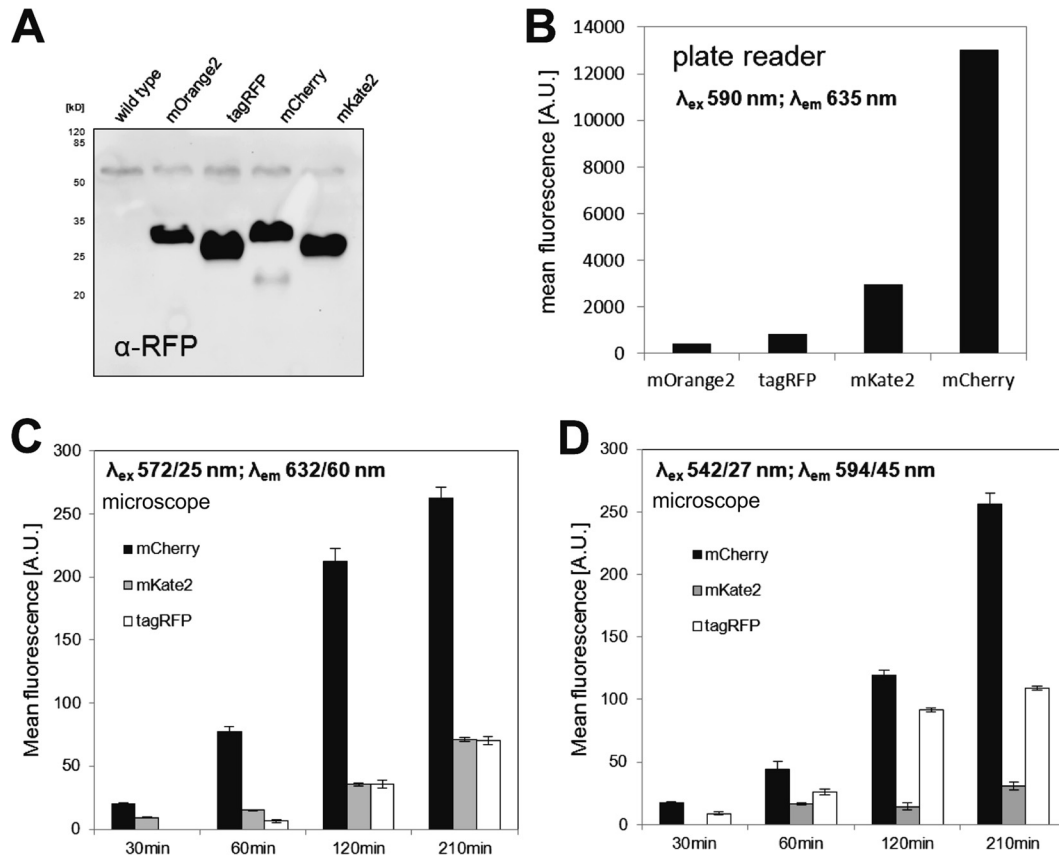 A
[kD]
wild type
mOrange2
tagRFP
mCherry
mKate2
120
85
50
35
25
20
α-RFP
B
plate reader
λex 590 nm; λem 635 nm
mean fluorescence [A.U.]
14000
12000
10000
8000
6000
4000
2000
0
mOrange2 tagRFP mKate2 mCherry
C
λex 572/25 nm; λem 632/60 nm
microscope
mCherry
mKate2
tagRFP
Mean fluorescence [A.U.]
300
250
200
150
100
50
0
30min 60min 120min 210min
D
λex 542/27 nm; λem 594/45 nm
microscope
mCherry
mKate2
tagRFP
Mean fluorescence [A.U.]
300
250
200
150
100
50
0
30min 60min 120min 210min